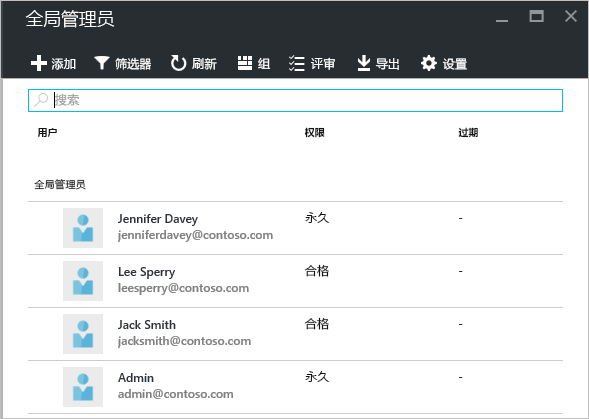 全局管理员
添加 筛选器 刷新 组 评审 导出 设置
搜索
用户 权限 过期
全局管理员
Jennifer Davey 永久 -
jenniferdavey@contoso.com
Lee Sperry 合格 -
leesperry@contoso.com
Jack Smith 合格 -
jacksmith@contoso.com
Admin 永久 -
admin@contoso.com